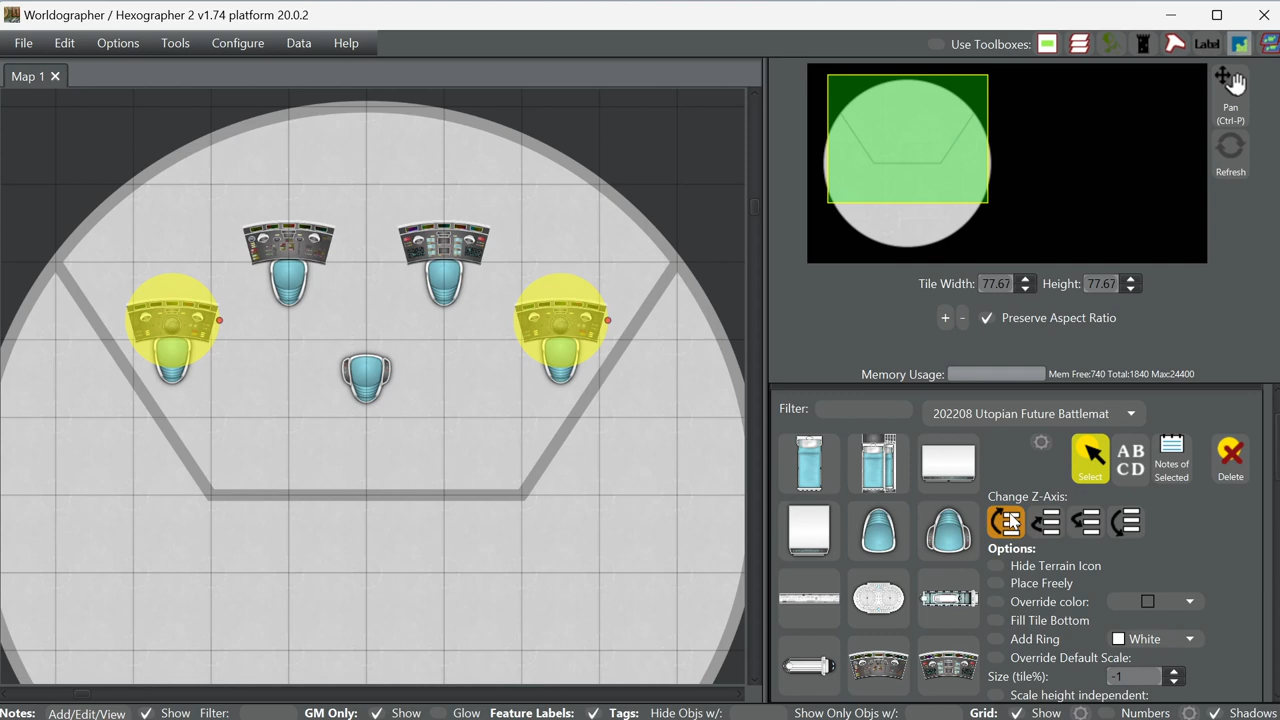 Worldographer / Hexographer 2 v1.74 platform 20.0.2
File Edit Options Tools Configure Data Help
Use Toolboxes: Label
Map 1
Pan
(Ctrl-P)
Refresh
Tile Width: 77.67 Height: 77.67
+ - Preserve Aspect Ratio
Memory Usage: Mem Free:740 Total:1840 Max:24400
Filter: 202208 Utopian Future Battlemat
Select
AB
CD
Notes of
Selected
Delete
Change Z-Axis:
Options:
Hide Terrain Icon
Place Freely
Override color:
Fill Tile Bottom
Add Ring White
Override Default Scale:
Size (tile%): -1
Scale height independent:
Notes: Add/Edit/View Show Filter: GM Only: Show Glow Feature Labels: Tags: Hide Objs w/: Show Only Objs w/: Grid: Show Numbers Shadows